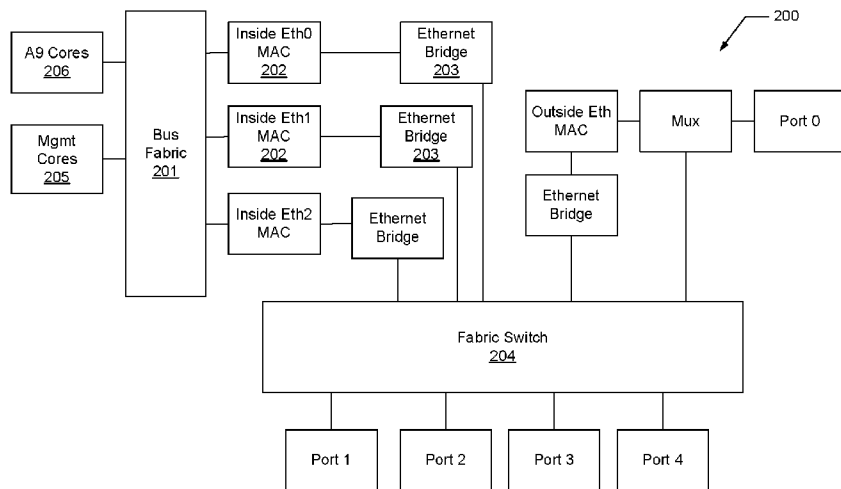 200
A9 Cores
206
Mgmt
Cores
205
Bus
Fabric
201
Inside Eth0
MAC
202
Ethernet
Bridge
203
Inside Eth1
MAC
202
Ethernet
Bridge
203
Inside Eth2
MAC
Ethernet
Bridge
Outside Eth
MAC
Mux
Port 0
Ethernet
Bridge
Fabric Switch
204
Port 1
Port 2
Port 3
Port 4